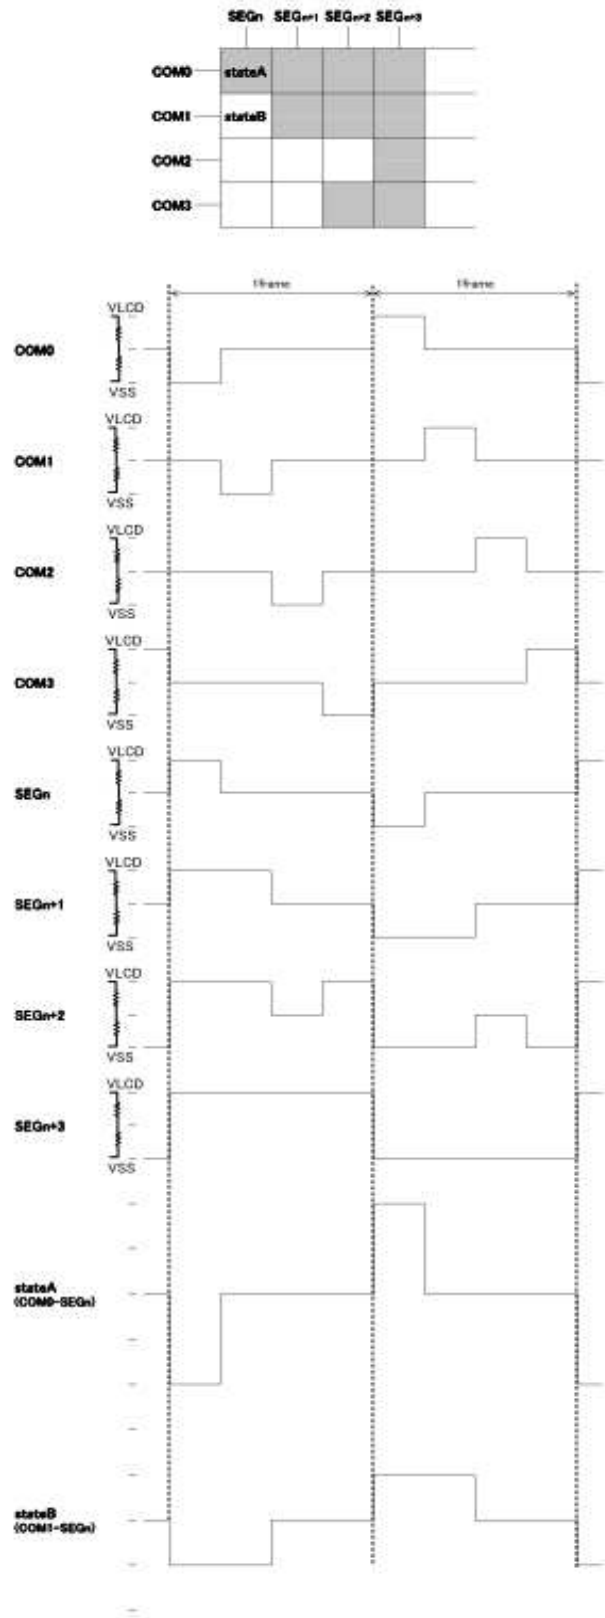 SEGn SEGn+1 SEGn+2 SEGn+3
COM0 stateA
COM1 stateB
COM2
COM3
1frame 1frame
VLCD
COM0
VSS
VLCD
COM1
VSS
VLCD
COM2
VSS
VLCD
COM3
VSS
VLCD
SEGn
VSS
VLCD
SEGn+1
VSS
VLCD
SEGn+2
VSS
VLCD
SEGn+3
VSS
stateA
(COM0-SEGn)
stateB
(COM1-SEGn)